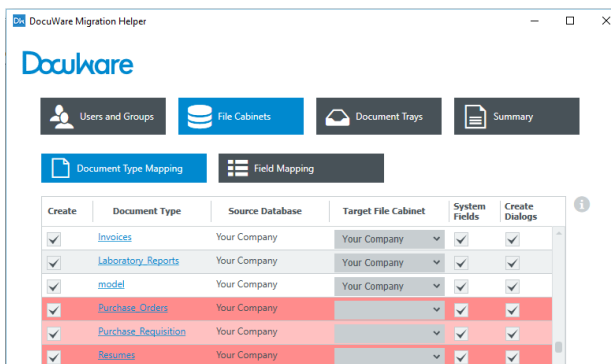 DW DocuWare Migration Helper
DocuWare
Users and Groups File Cabinets Document Trays Summary
Document Type Mapping Field Mapping
Create Document Type Source Database Target File Cabinet System Fields Create Dialogs
Invoices Your Company Your Company
Laboratory_Reports Your Company Your Company
model Your Company Your Company
Purchase_Orders Your Company
Purchase_Requisition Your Company
Resumes Your Company